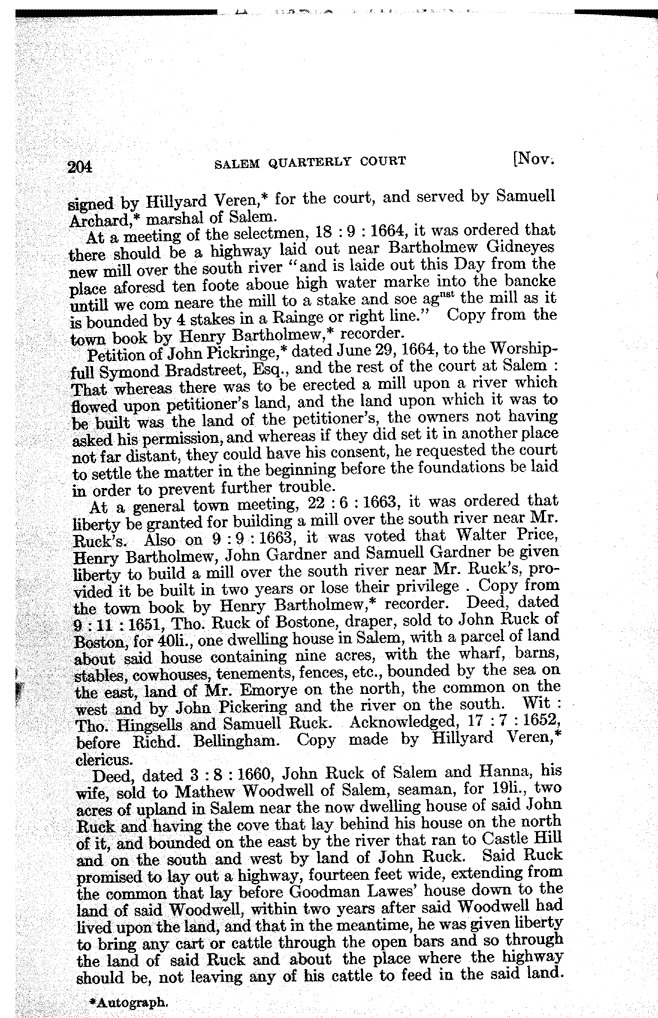 204 SALEM QUARTERLY COURT [Nov.
signed by Hillyard Veren,* for the court, and served by Samuell
Archard,* marshal of Salem.
At a meeting of the selectmen, 18 : 9 : 1664, it was ordered that
there should be a highway laid out near Bartholmew Gidneyes
new mill over the south river "and is laide out this Day from the
place aforesd ten foote aboue high water marke into the bancke
untill we com neare the mill to a stake and soe agnst the mill as it
is bounded by 4 stakes in a Rainge or right line." Copy from the
town book by Henry Bartholmew,* recorder.
Petition of John Pickringe,* dated June 29, 1664, to the Worship-
full Symond Bradstreet, Esq., and the rest of the court at Salem :
That whereas there was to be erected a mill upon a river which
flowed upon petitioner's land, and the land upon which it was to
be built was the land of the petitioner's, the owners not having
asked his permission, and whereas if they did set it in another place
not far distant, they could have his consent, he requested the court
to settle the matter in the beginning before the foundations be laid
in order to prevent further trouble.
At a general town meeting, 22 : 6 : 1663, it was ordered that
liberty be granted for building a mill over the south river near Mr.
Ruck's. Also on 9 : 9 : 1663, it was voted that Walter Price,
Henry Bartholmew, John Gardner and Samuell Gardner be given
liberty to build a mill over the south river near Mr. Ruck's, pro-
vided it be built in two years or lose their privilege . Copy from
the town book by Henry Bartholmew,* recorder. Deed, dated
9 : 11 : 1651, Tho. Ruck of Bostone, draper, sold to John Ruck of
Boston, for 40li., one dwelling house in Salem, with a parcel of land
about said house containing nine acres, with the wharf, barns,
stables, cowhouses, tenements, fences, etc., bounded by the sea on
the east, land of Mr. Emorye on the north, the common on the
west and by John Pickering and the river on the south. Wit :
Tho. Hingsells and Samuell Ruck. Acknowledged, 17 : 7 : 1652,
before Richd. Bellingham. Copy made by Hillyard Veren,*
clericus.
Deed, dated 3 : 8 : 1660, John Ruck of Salem and Hanna, his
wife, sold to Mathew Woodwell of Salem, seaman, for 19li., two
acres of upland in Salem near the now dwelling house of said John
Ruck and having the cove that lay behind his house on the north
of it, and bounded on the east by the river that ran to Castle Hill
and on the south and west by land of John Ruck. Said Ruck
promised to lay out a highway, fourteen feet wide, extending from
the common that lay before Goodman Lawes' house down to the
land of said Woodwell, within two years after said Woodwell had
lived upon the land, and that in the meantime, he was given liberty
to bring any cart or cattle through the open bars and so through
the land of said Ruck and about the place where the highway
should be, not leaving any of his cattle to feed in the said land.
*Autograph.